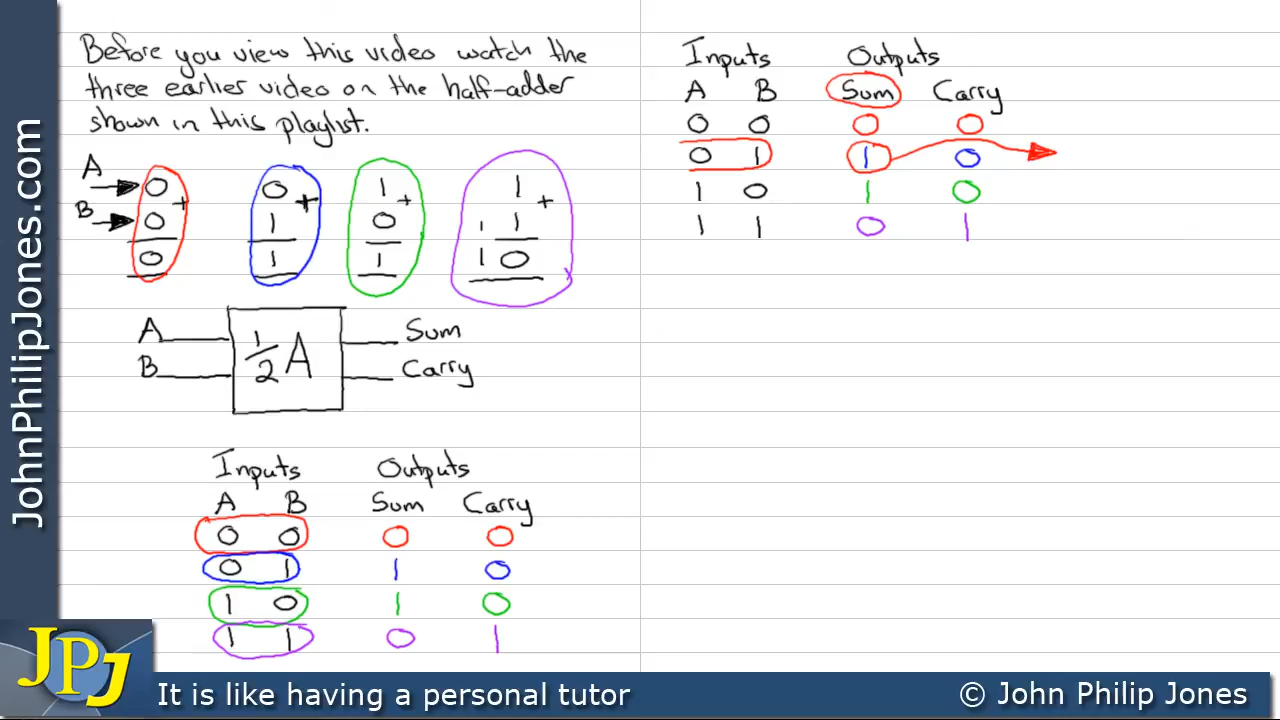 Before you view this video watch the
three earlier video on the half-adder
shown in this playlist.
A 0 0 1 1
+ + + +
B 0 1 0 1 1
0 1 1 1 0
A Sum
1/2 A
B Carry
Inputs Outputs
A B Sum Carry
0 0 0 0
0 1 1 0
1 0 1 0
1 1 0 1
Inputs Outputs
A B Sum Carry
0 0 0 0
0 1 1 0
1 0 1 0
1 1 0 1
JohnPhilipJones.com
JPJ
It is like having a personal tutor
© John Philip Jones